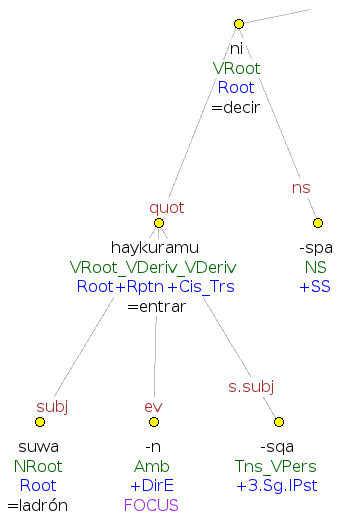 ni
VRoot
Root
=decir
quot
ns
haykuramu
VRoot_VDeriv_VDeriv
Root+Rptn +Cis_Trs
=entrar
-spa
NS
+SS
subj
ev
s.subj
suwa
NRoot
Root
=ladrón
-n
Amb
+DirE
FOCUS
-sqa
Tns_VPers
+3.Sg.IPst